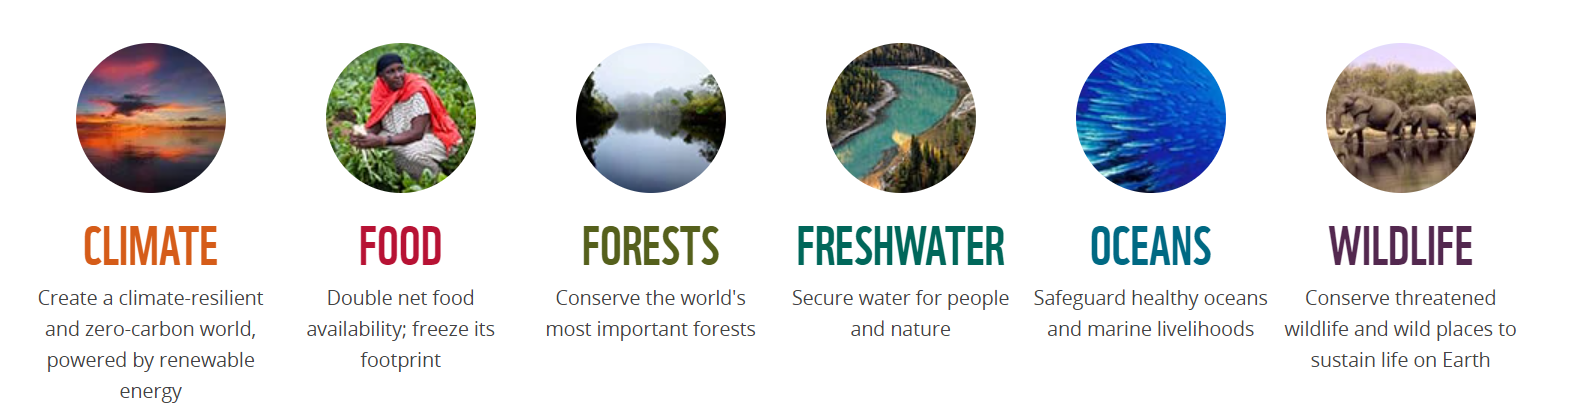 CLIMATE
Create a climate-resilient
and zero-carbon world,
powered by renewable
energy
FOOD
Double net food
availability; freeze its
footprint
FORESTS
Conserve the world's
most important forests
FRESHWATER
Secure water for people
and nature
OCEANS
Safeguard healthy oceans
and marine livelihoods
WILDLIFE
Conserve threatened
wildlife and wild places to
sustain life on Earth